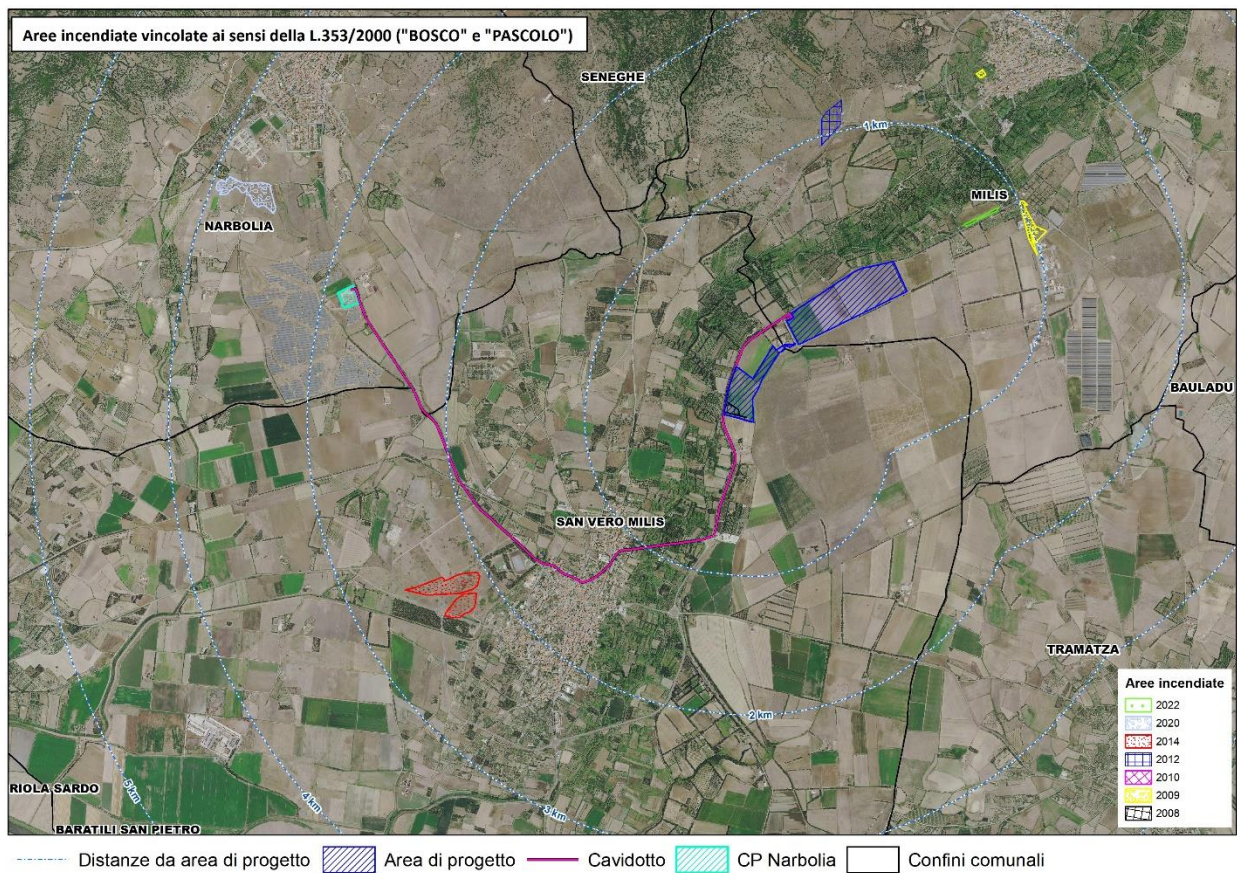 Aree incendiate vincolate ai sensi della L.353/2000 ("BOSCO" e "PASCOLO")
SENEGHE
1 km
MILIS
NARBOLIA
BAULADU
SAN VERO MILIS
TRAMATZA
2 km
RIOLA SARDO
5 km
4 km
3 km
BARATILI SAN PIETRO
Aree incendiate
2022
2020
2014
2012
2010
2009
2008
Distanze da area di progetto
Area di progetto
Cavidotto
CP Narbolia
Confini comunali